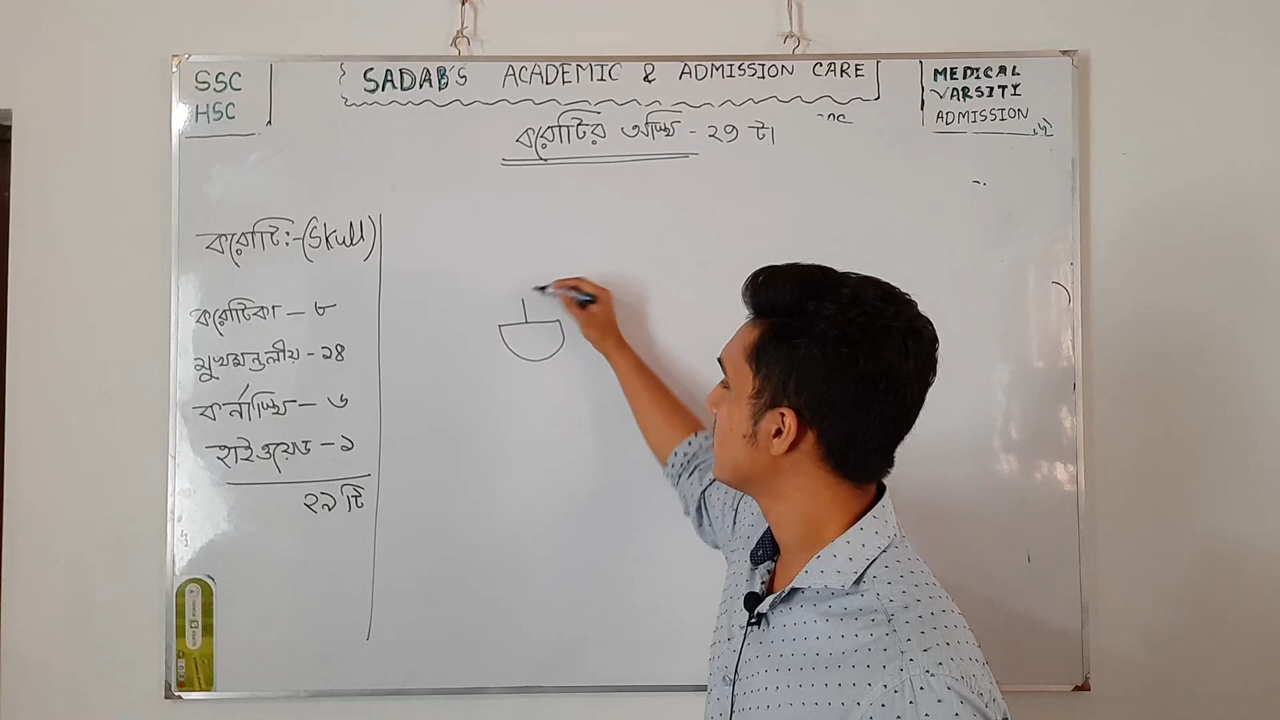 SSC
HSC
SADAB'S ACADEMIC & ADMISSION CARE
MEDICAL
VARSITY
ADMISSION
করোটির অস্থি - ২৯ টা
করোটি:-(Skull)
করোটিকা - ৮
মুখমন্ডলীয় - ১৪
কর্নাস্থি - ৬
হাইওয়েড - ১
২৯ টি